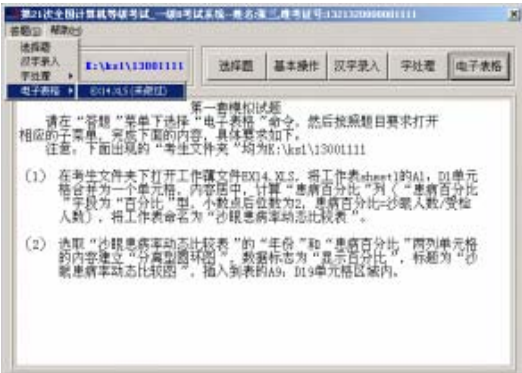 第21次全国计算机等级考试_一级B考试系统-姓名:张三,准考证号:1321320000001111
答题(D) 帮助(H)
选择题
汉字录入
字处理
电子表格 EX14.XLS(未做过)
E:\ks1\13001111
选择题 基本操作 汉字录入 字处理 电子表格
第一套模拟试题
请在“答题”菜单下选择“电子表格”命令,然后按照题目要求打开
相应的子菜单,完成下面的内容,具体要求如下。
注意:下面出现的“考生文件夹”均为E:\ks1\13001111
(1) 在考生文件夹下打开工作薄文件EX14.XLS,将工作表sheet1的A1:D1单元
格合并为一个单元格,内容居中,计算“患病百分比”列(“患病百分比
”字段为“百分比”型,小数点后位数为2,患病百分比=沙眼人数/受检
人数),将工作表命名为“沙眼患病率动态比较表”。
(2) 选取“沙眼患病率动态比较表”的“年份”和“患病百分比”两列单元格
的内容建立“分离型圆环图”,数据标志为“显示百分比”,标题为“沙
眼患病率动态比较图”,插入到表的A9:D19单元格区域内。